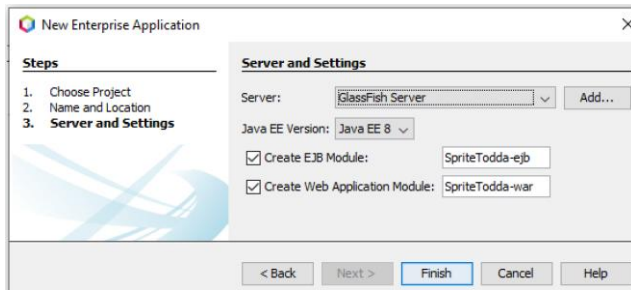 New Enterprise Application
Steps
1. Choose Project
2. Name and Location
3. Server and Settings
Server and Settings
Server: GlassFish Server Add...
Java EE Version: Java EE 8
Create EJB Module: SpriteTodda-ejb
Create Web Application Module: SpriteTodda-war
< Back Next > Finish Cancel Help